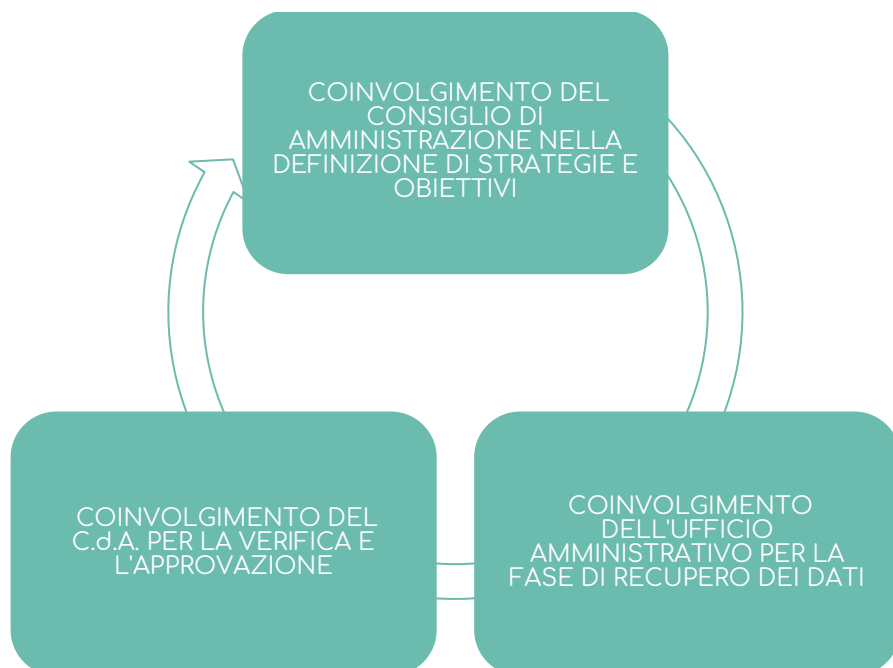 COINVOLGIMENTO DEL
CONSIGLIO DI
AMMINISTRAZIONE NELLA
DEFINIZIONE DI STRATEGIE E
OBIETTIVI
COINVOLGIMENTO DEL
C.d.A. PER LA VERIFICA E
L'APPROVAZIONE
COINVOLGIMENTO
DELL'UFFICIO
AMMINISTRATIVO PER LA
FASE DI RECUPERO DEI DATI